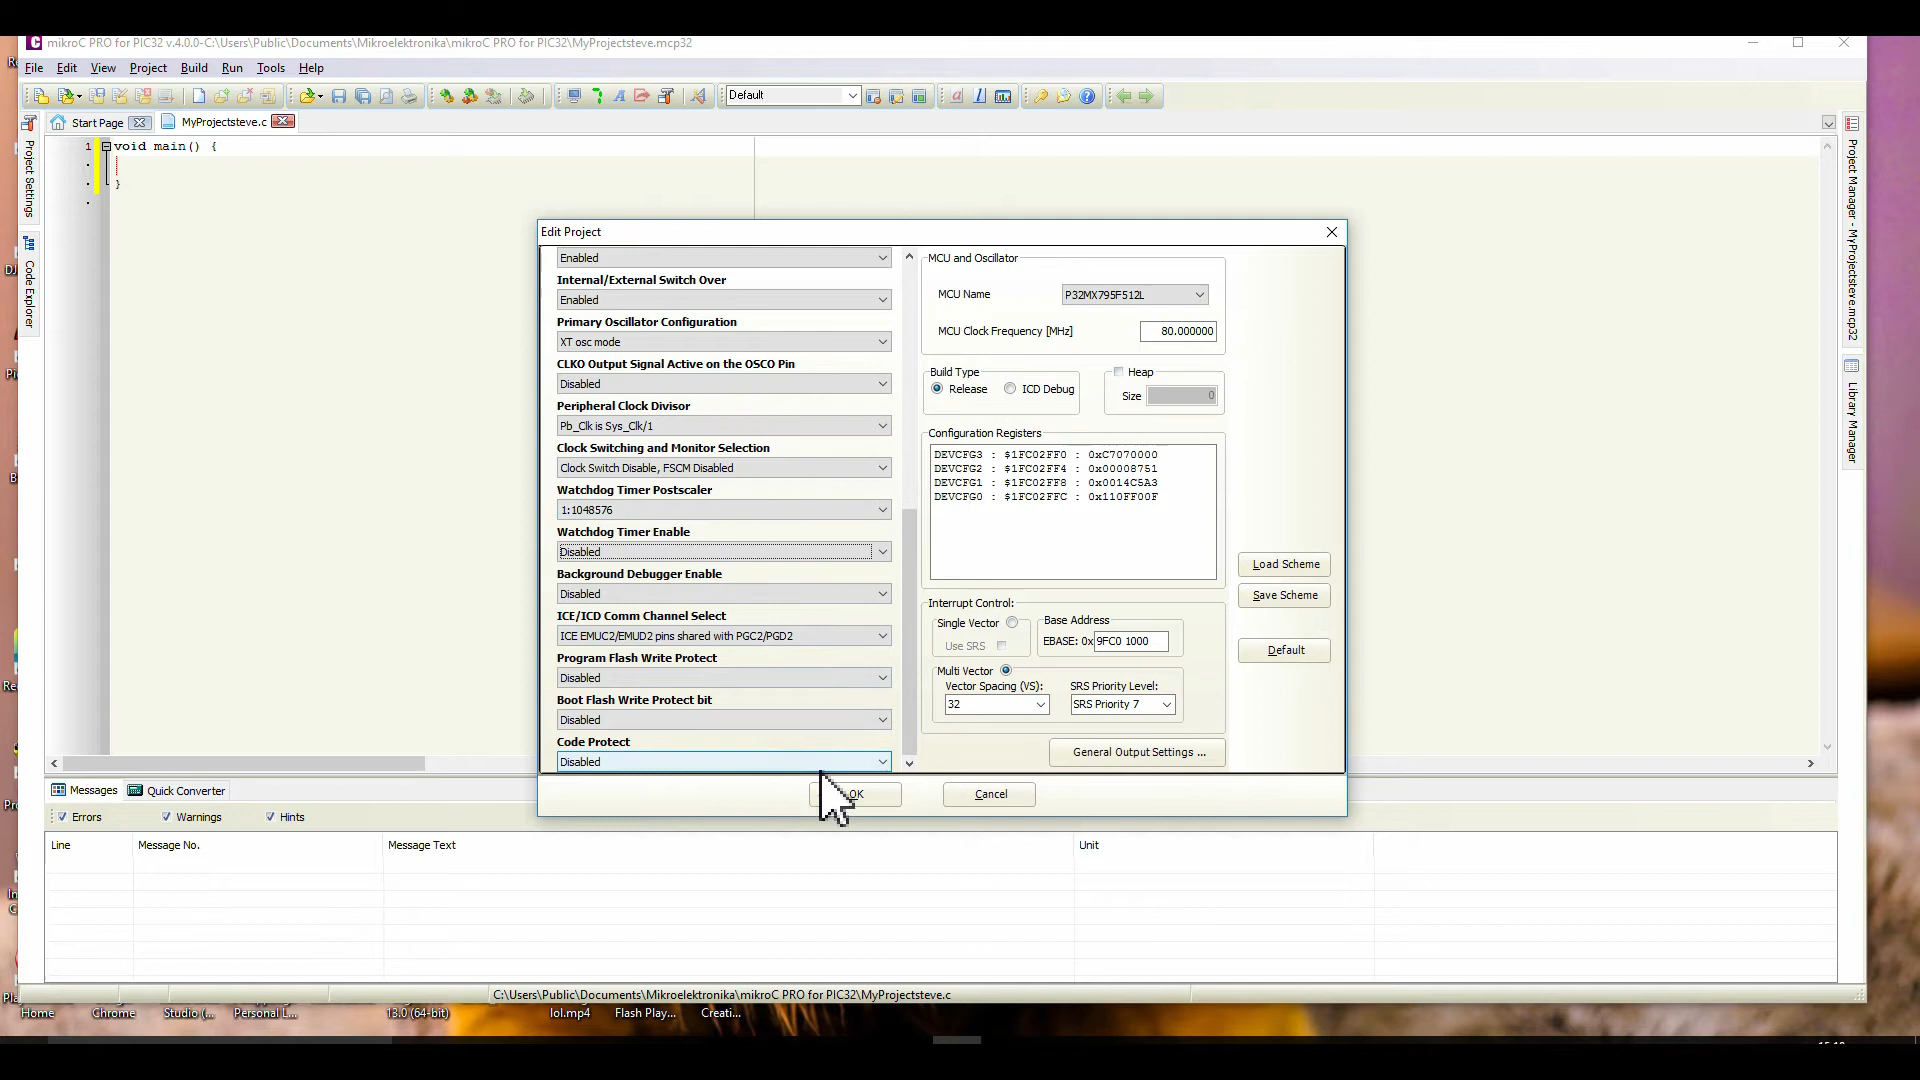 mikroC PRO for PIC32 v.4.0.0-C:\Users\Public\Documents\Mikroelektronika\mikroC PRO for PIC32\MyProjectsteve.mcp32
File Edit View Project Build Run Tools Help
Default
Start Page MyProjectsteve.c
1 void main() {
}
Project Settings
Code Explorer
Project Manager - MyProjectsteve.mcp32
Library Manager
Edit Project
Enabled
Internal/External Switch Over
Enabled
Primary Oscillator Configuration
XT osc mode
CLKO Output Signal Active on the OSCO Pin
Disabled
Peripheral Clock Divisor
Pb_Clk is Sys_Clk/1
Clock Switching and Monitor Selection
Clock Switch Disable, FSCM Disabled
Watchdog Timer Postscaler
1:1048576
Watchdog Timer Enable
Disabled
Background Debugger Enable
Disabled
ICE/ICD Comm Channel Select
ICE EMUC2/EMUD2 pins shared with PGC2/PGD2
Program Flash Write Protect
Disabled
Boot Flash Write Protect bit
Disabled
Code Protect
Disabled
MCU and Oscillator
MCU Name P32MX795F512L
MCU Clock Frequency [MHz] 80.000000
Build Type
Release ICD Debug
Heap
Size 0
Configuration Registers
DEVCFG3 : $1FC02FF0 : 0xC7070000
DEVCFG2 : $1FC02FF4 : 0x00008751
DEVCFG1 : $1FC02FF8 : 0x0014C5A3
DEVCFG0 : $1FC02FFC : 0x110FF00F
Interrupt Control:
Single Vector
Use SRS
Base Address
EBASE: 0x 9FC0 1000
Multi Vector
Vector Spacing (VS): SRS Priority Level:
32 SRS Priority 7
General Output Settings ...
Load Scheme
Save Scheme
Default
OK Cancel
Messages Quick Converter
Errors Warnings Hints
Line Message No. Message Text Unit
C:\Users\Public\Documents\Mikroelektronika\mikroC PRO for PIC32\MyProjectsteve.c
Home Chrome Studio (... Personal L... 13.0 (64-bit) lol.mp4 Flash Play... Creati...